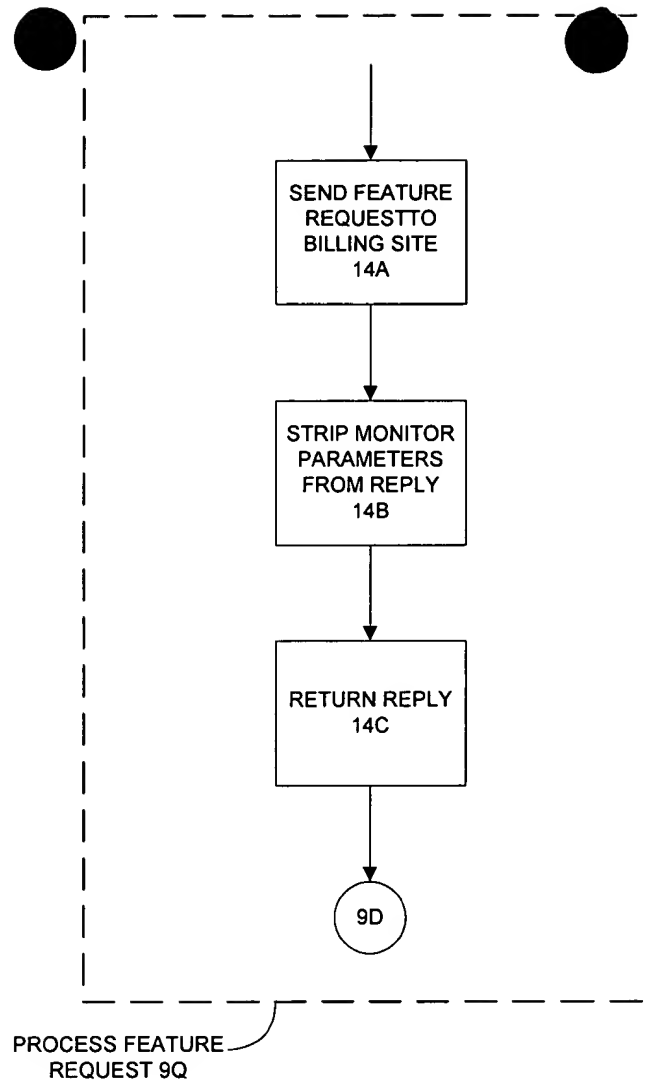 SEND FEATURE
REQUESTTO
BILLING SITE
14A
STRIP MONITOR
PARAMETERS
FROM REPLY
14B
RETURN REPLY
14C
9D
PROCESS FEATURE
REQUEST 9Q